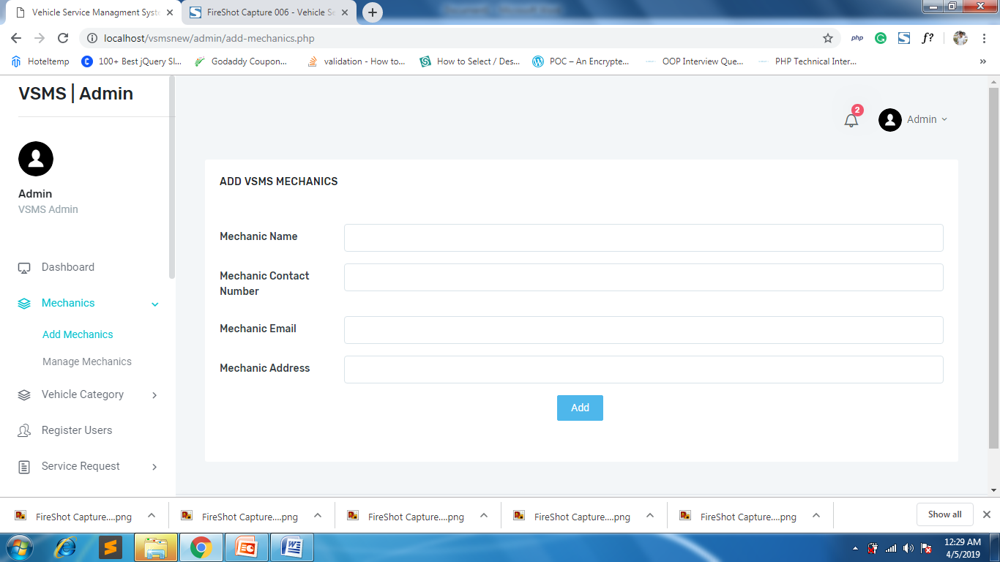 Vehicle Service Managment Syste
FireShot Capture 006 - Vehicle Se
localhost/vsmsnew/admin/add-mechanics.php
php
f?
Hoteltemp
100+ Best jQuery Sl...
Godaddy Coupon...
validation - How to...
How to Select / Des...
POC – An Encrypte...
OOP Interview Que...
PHP Technical Inter...
»
VSMS | Admin
2
Admin
Admin
VSMS Admin
ADD VSMS MECHANICS
Mechanic Name
Mechanic Contact
Number
Mechanic Email
Mechanic Address
Add
Dashboard
Mechanics
Add Mechanics
Manage Mechanics
Vehicle Category
Register Users
Service Request
FireShot Capture....png
FireShot Capture....png
FireShot Capture....png
FireShot Capture....png
FireShot Capture....png
Show all
12:29 AM
4/5/2019